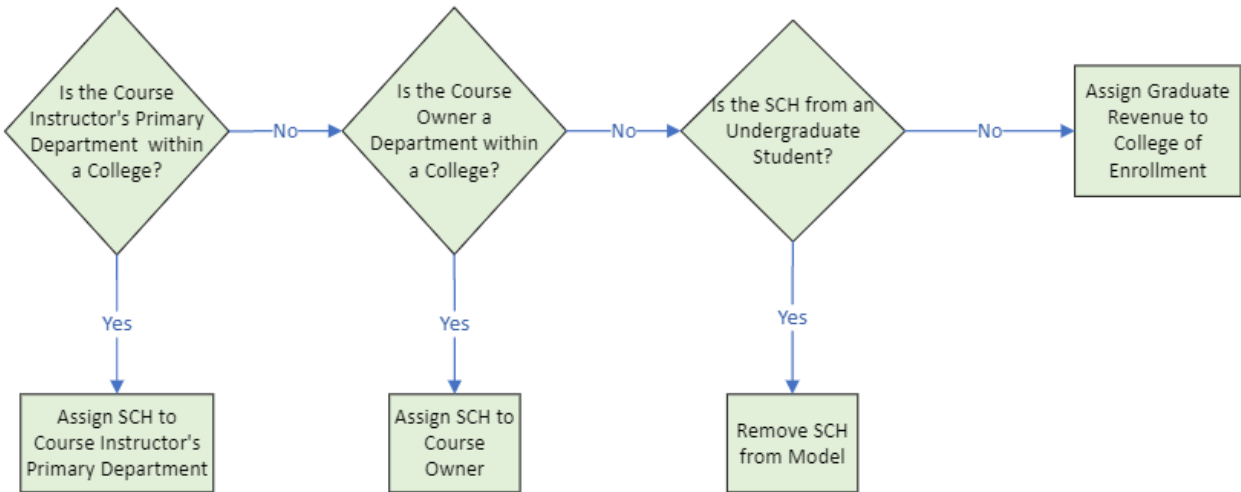 Is the Course
Instructor's Primary
Department within
a College?
No
Is the Course
Owner a
Department within
a College?
No
Is the SCH from an
Undergraduate
Student?
No
Assign Graduate
Revenue to
College of
Enrollment
Yes
Yes
Yes
Assign SCH to
Course Instructor's
Primary Department
Assign SCH to
Course
Owner
Remove SCH
from Model